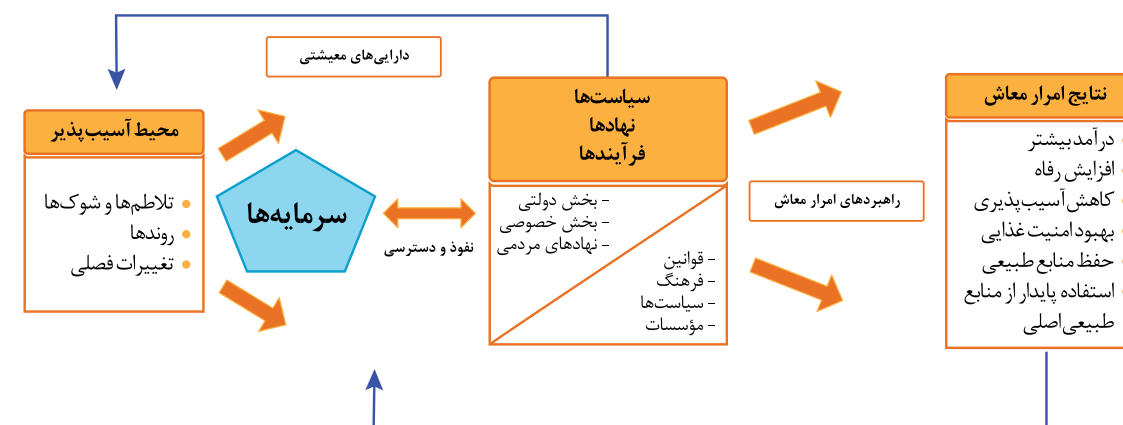 دارایی‌های معیشتی
محیط آسیب‌پذیر
تلاطم‌ها و شوک‌ها
روندها
تغییرات فصلی
سرمایه‌ها
نفوذ و دسترسی
سیاست‌ها
نهادها
فرآیندها
- بخش دولتی
- بخش خصوصی
- نهادهای مردمی
- قوانین
- فرهنگ
- سیاست‌ها
- مؤسسات
راهبردهای امرار معاش
نتایج امرار معاش
درآمد بیشتر
افزایش رفاه
کاهش آسیب‌پذیری
بهبود امنیت غذایی
حفظ منابع طبیعی
استفاده پایدار از منابع
طبیعی اصلی